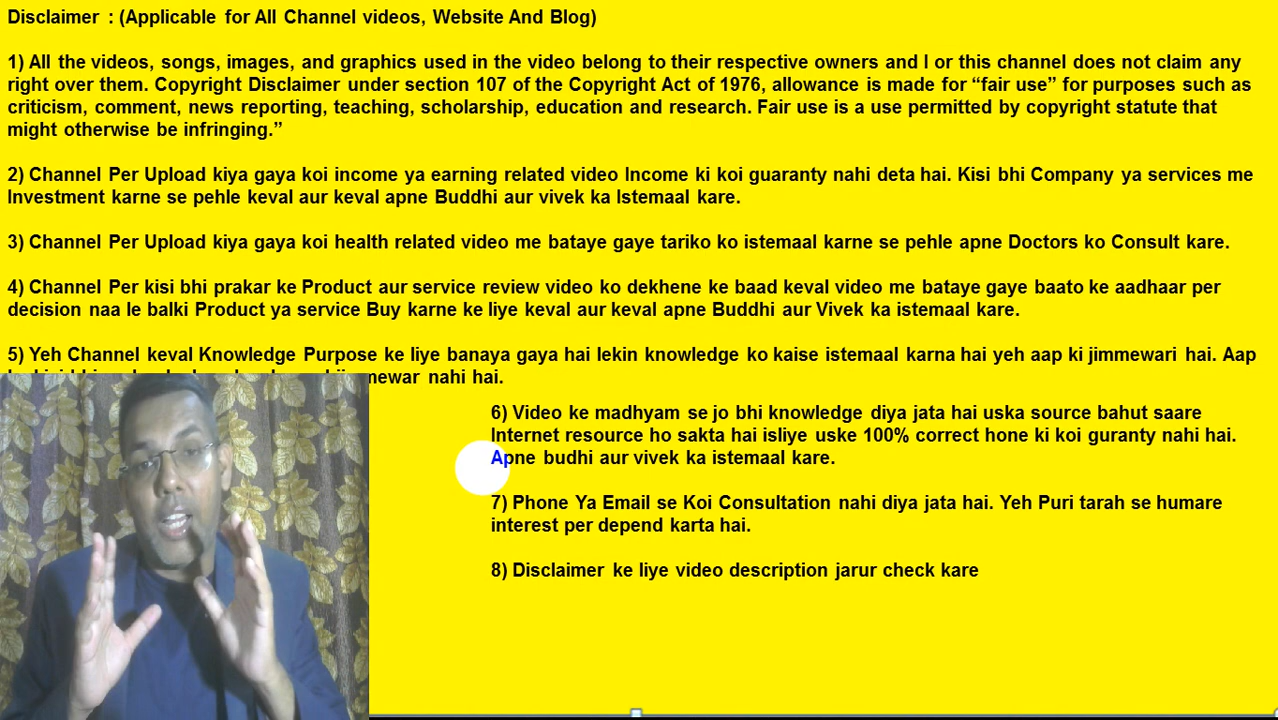 Disclaimer : (Applicable for All Channel videos, Website And Blog)
1) All the videos, songs, images, and graphics used in the video belong to their respective owners and I or this channel does not claim any
right over them. Copyright Disclaimer under section 107 of the Copyright Act of 1976, allowance is made for “fair use” for purposes such as
criticism, comment, news reporting, teaching, scholarship, education and research. Fair use is a use permitted by copyright statute that
might otherwise be infringing.”
2) Channel Per Upload kiya gaya koi income ya earning related video Income ki koi guaranty nahi deta hai. Kisi bhi Company ya services me
Investment karne se pehle keval aur keval apne Buddhi aur vivek ka Istemaal kare.
3) Channel Per Upload kiya gaya koi health related video me bataye gaye tariko ko istemaal karne se pehle apne Doctors ko Consult kare.
4) Channel Per kisi bhi prakar ke Product aur service review video ko dekhene ke baad keval video me bataye gaye baato ke aadhaar per
decision naa le balki Product ya service Buy karne ke liye keval aur keval apne Buddhi aur Vivek ka istemaal kare.
5) Yeh Channel keval Knowledge Purpose ke liye banaya gaya hai lekin knowledge ko kaise istemaal karna hai yeh aap ki jimmewari hai. Aap
nahi hai.
6) Video ke madhyam se jo bhi knowledge diya jata hai uska source bahut saare
Internet resource ho sakta hai isliye uske 100% correct hone ki koi guranty nahi hai.
Apne budhi aur vivek ka istemaal kare.
7) Phone Ya Email se Koi Consultation nahi diya jata hai. Yeh Puri tarah se humare
interest per depend karta hai.
8) Disclaimer ke liye video description jarur check kare